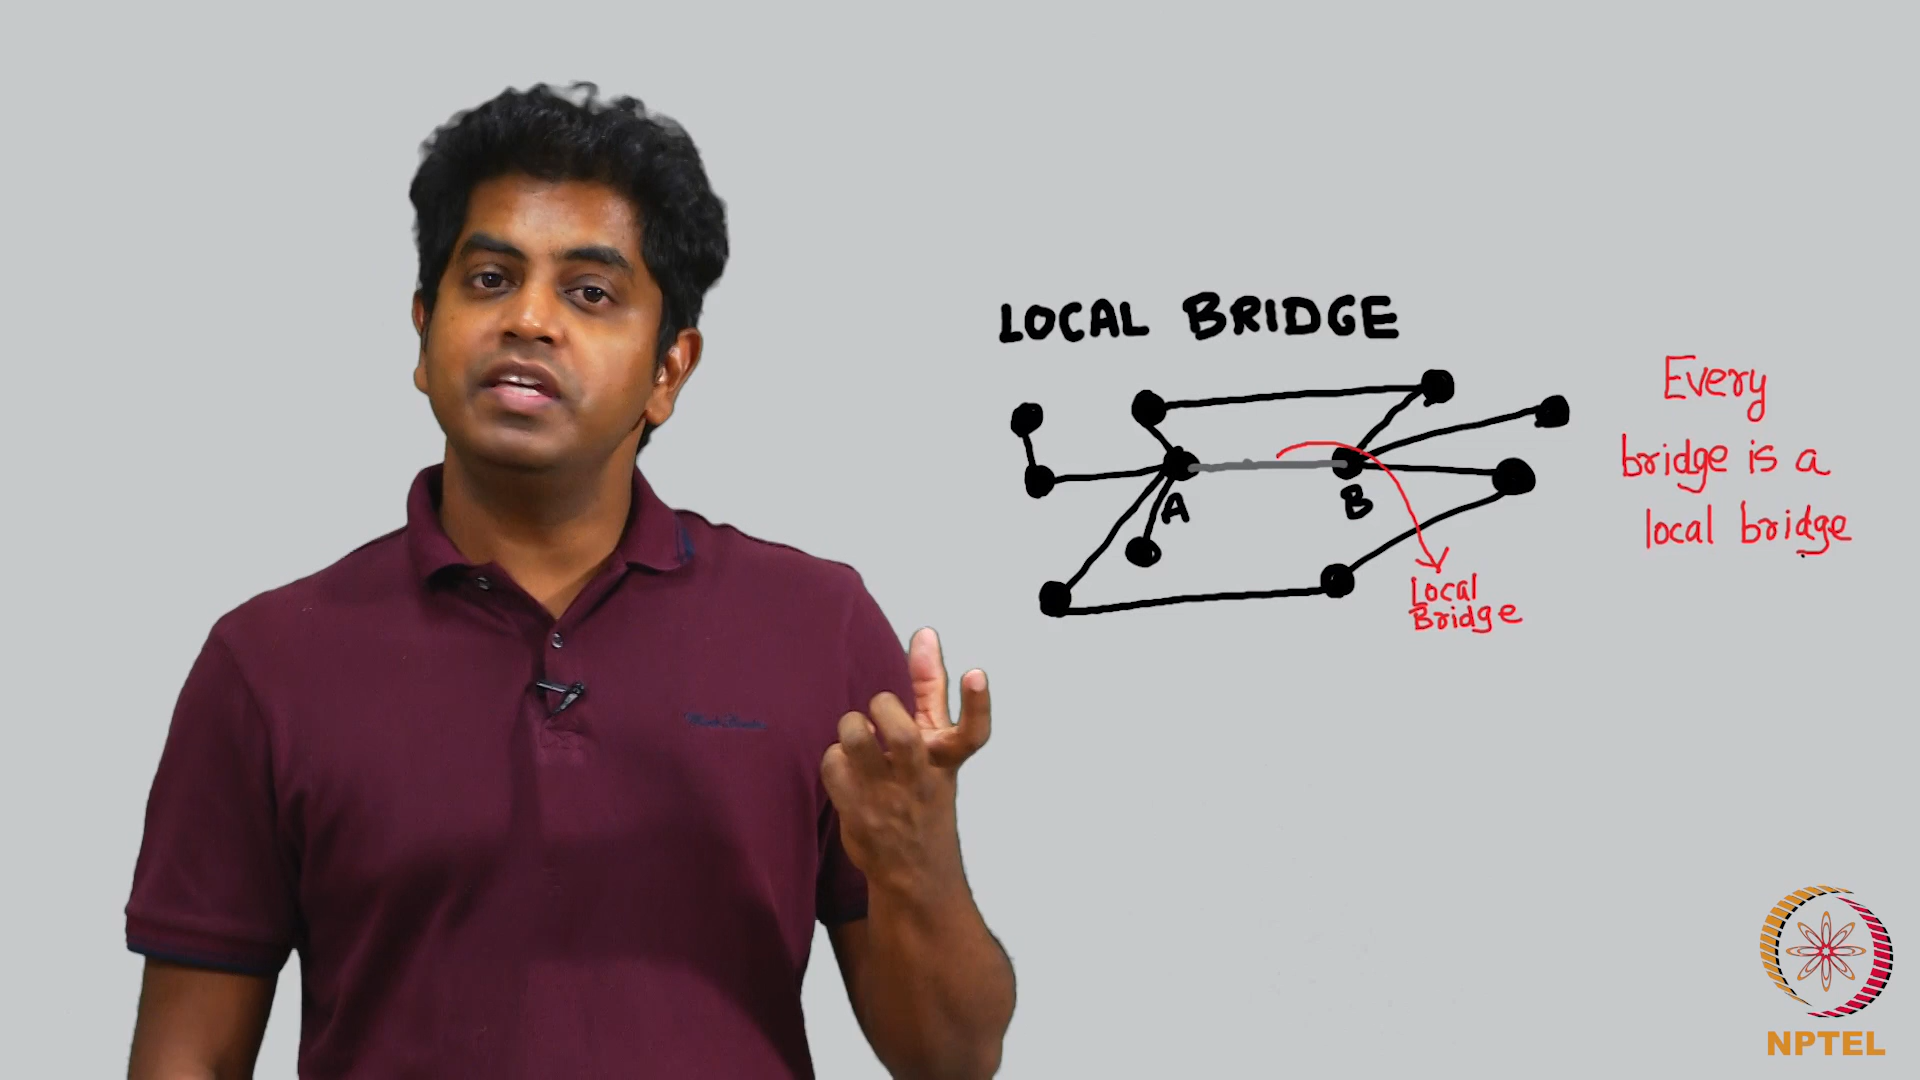 LOCAL BRIDGE
A
B
Local
Bridge
Every
bridge is a
local bridge
NPTEL